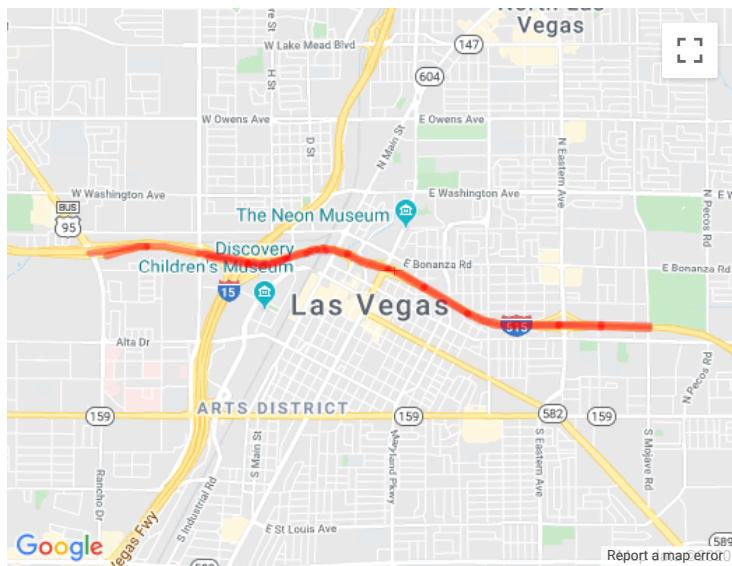 North Las
Vegas
W Lake Mead Blvd
147
604
H St
W Owens Ave
E Owens Ave
D St
N Main St
N Eastern Ave
W Washington Ave
E Washington Ave
BUS
95
The Neon Museum
N Pecos Rd
Discovery
Children's Museum
E Bonanza Rd
E Bonanza Rd
15
Las Vegas
515
Alta Dr
N Pecos Rd
ARTS DISTRICT
159
159
582
159
S Main St
Maryland Pkwy
S Eastern Ave
S Mojave Rd
Rancho Dr
S Industrial Rd
Vegas Fwy
E St Louis Ave
589
Google
Report a map error